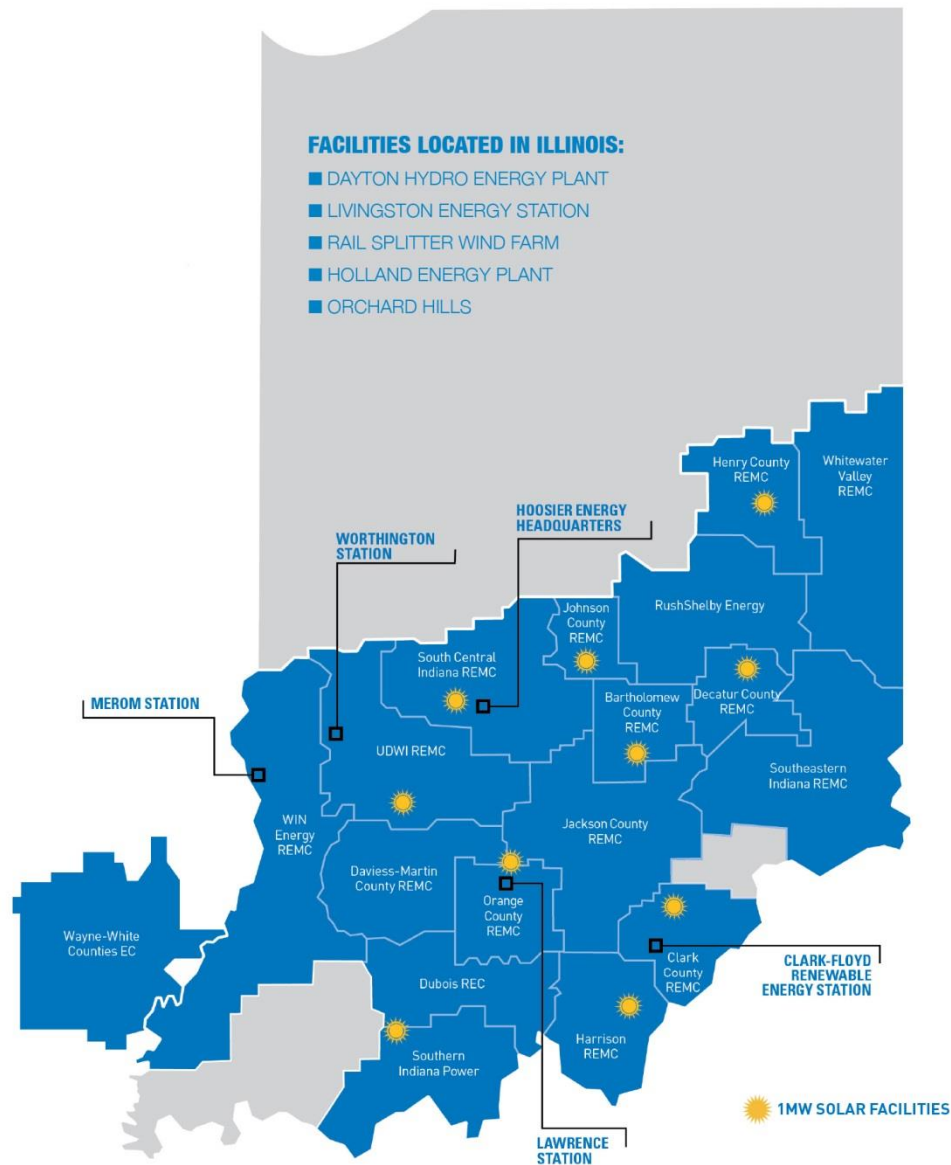 FACILITIES LOCATED IN ILLINOIS:
DAYTON HYDRO ENERGY PLANT
LIVINGSTON ENERGY STATION
RAIL SPLITTER WIND FARM
HOLLAND ENERGY PLANT
ORCHARD HILLS
Henry County
REMC
Whitewater
Valley
REMC
HOOSIER ENERGY
HEADQUARTERS
WORTHINGTON
STATION
RushShelby Energy
Johnson
County
REMC
South Central
Indiana REMC
MEROM STATION
Bartholomew
County
REMC
Decatur County
REMC
UDWI REMC
Southeastern
Indiana REMC
WIN
Energy
REMC
Jackson County
REMC
Daviess-Martin
County REMC
Orange
County
REMC
Wayne-White
Counties EC
Clark
County
REMC
CLARK-FLOYD
RENEWABLE
ENERGY STATION
Dubois REC
Harrison
REMC
Southern
Indiana Power
1MW SOLAR FACILITIES
LAWRENCE
STATION